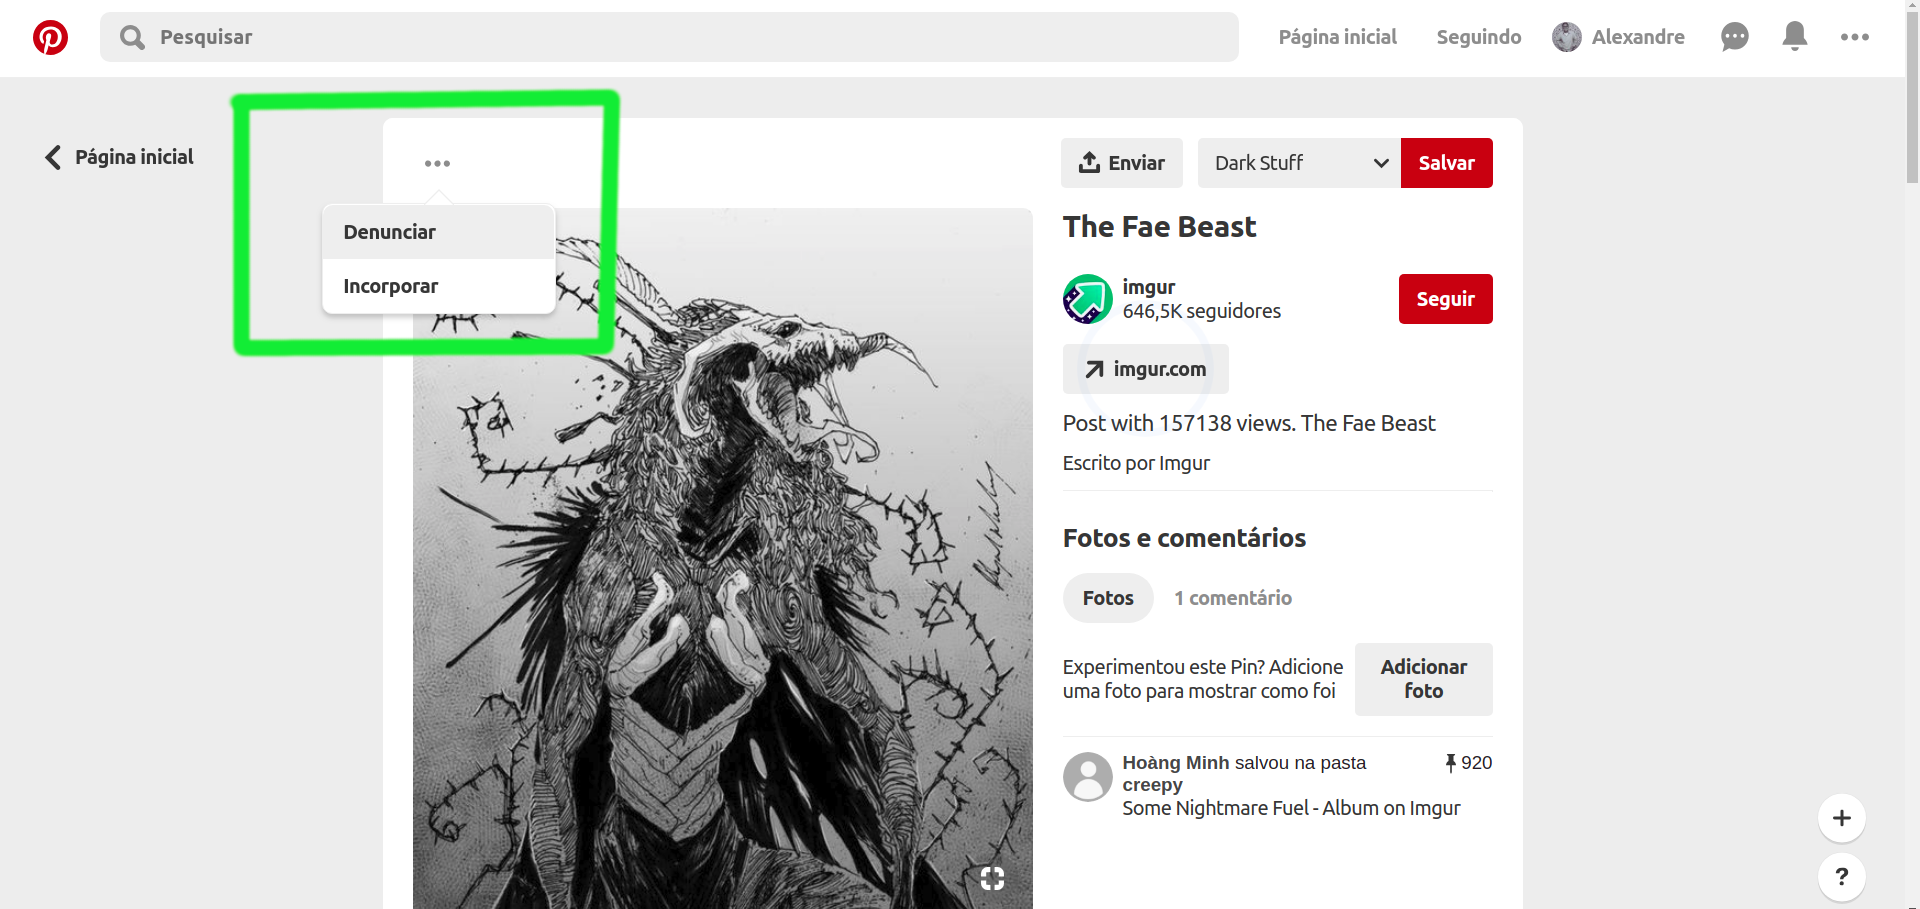 Pesquisar
Página inicial
Seguindo
Alexandre
Página inicial
Denunciar
Incorporar
Enviar
Dark Stuff
Salvar
The Fae Beast
imgur
646,5K seguidores
Seguir
imgur.com
Post with 157138 views. The Fae Beast
Escrito por Imgur
Fotos e comentários
Fotos
1 comentário
Experimentou este Pin? Adicione
uma foto para mostrar como foi
Adicionar
foto
Hoàng Minh salvou na pasta
creepy
920
Some Nightmare Fuel - Album on Imgur
+
?